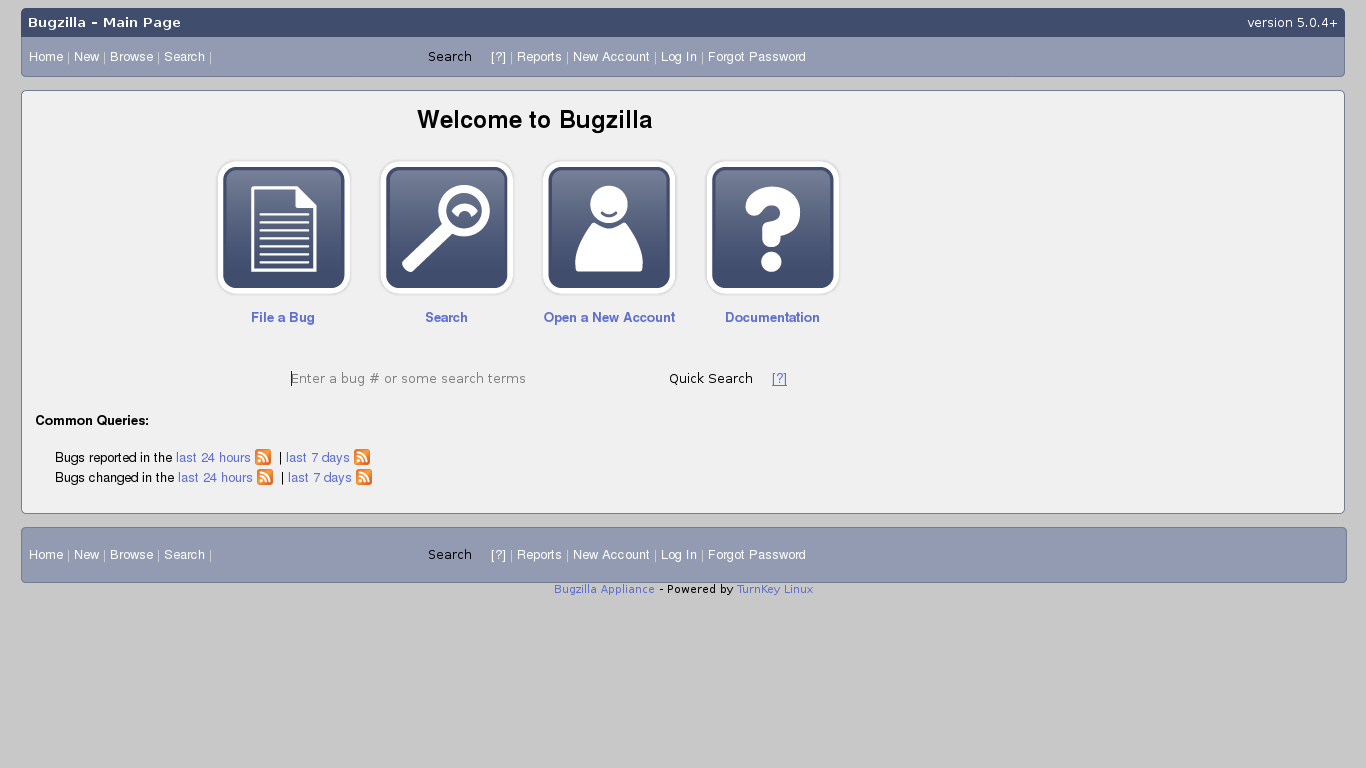 Bugzilla – Main Page version 5.0.4+
Home | New | Browse | Search | Search [?] | Reports | New Account | Log In | Forgot Password
Welcome to Bugzilla
File a Bug Search Open a New Account Documentation
Enter a bug # or some search terms Quick Search [?]
Common Queries:
Bugs reported in the last 24 hours | last 7 days
Bugs changed in the last 24 hours | last 7 days
Home | New | Browse | Search | Search [?] | Reports | New Account | Log In | Forgot Password
Bugzilla Appliance - Powered by TurnKey Linux